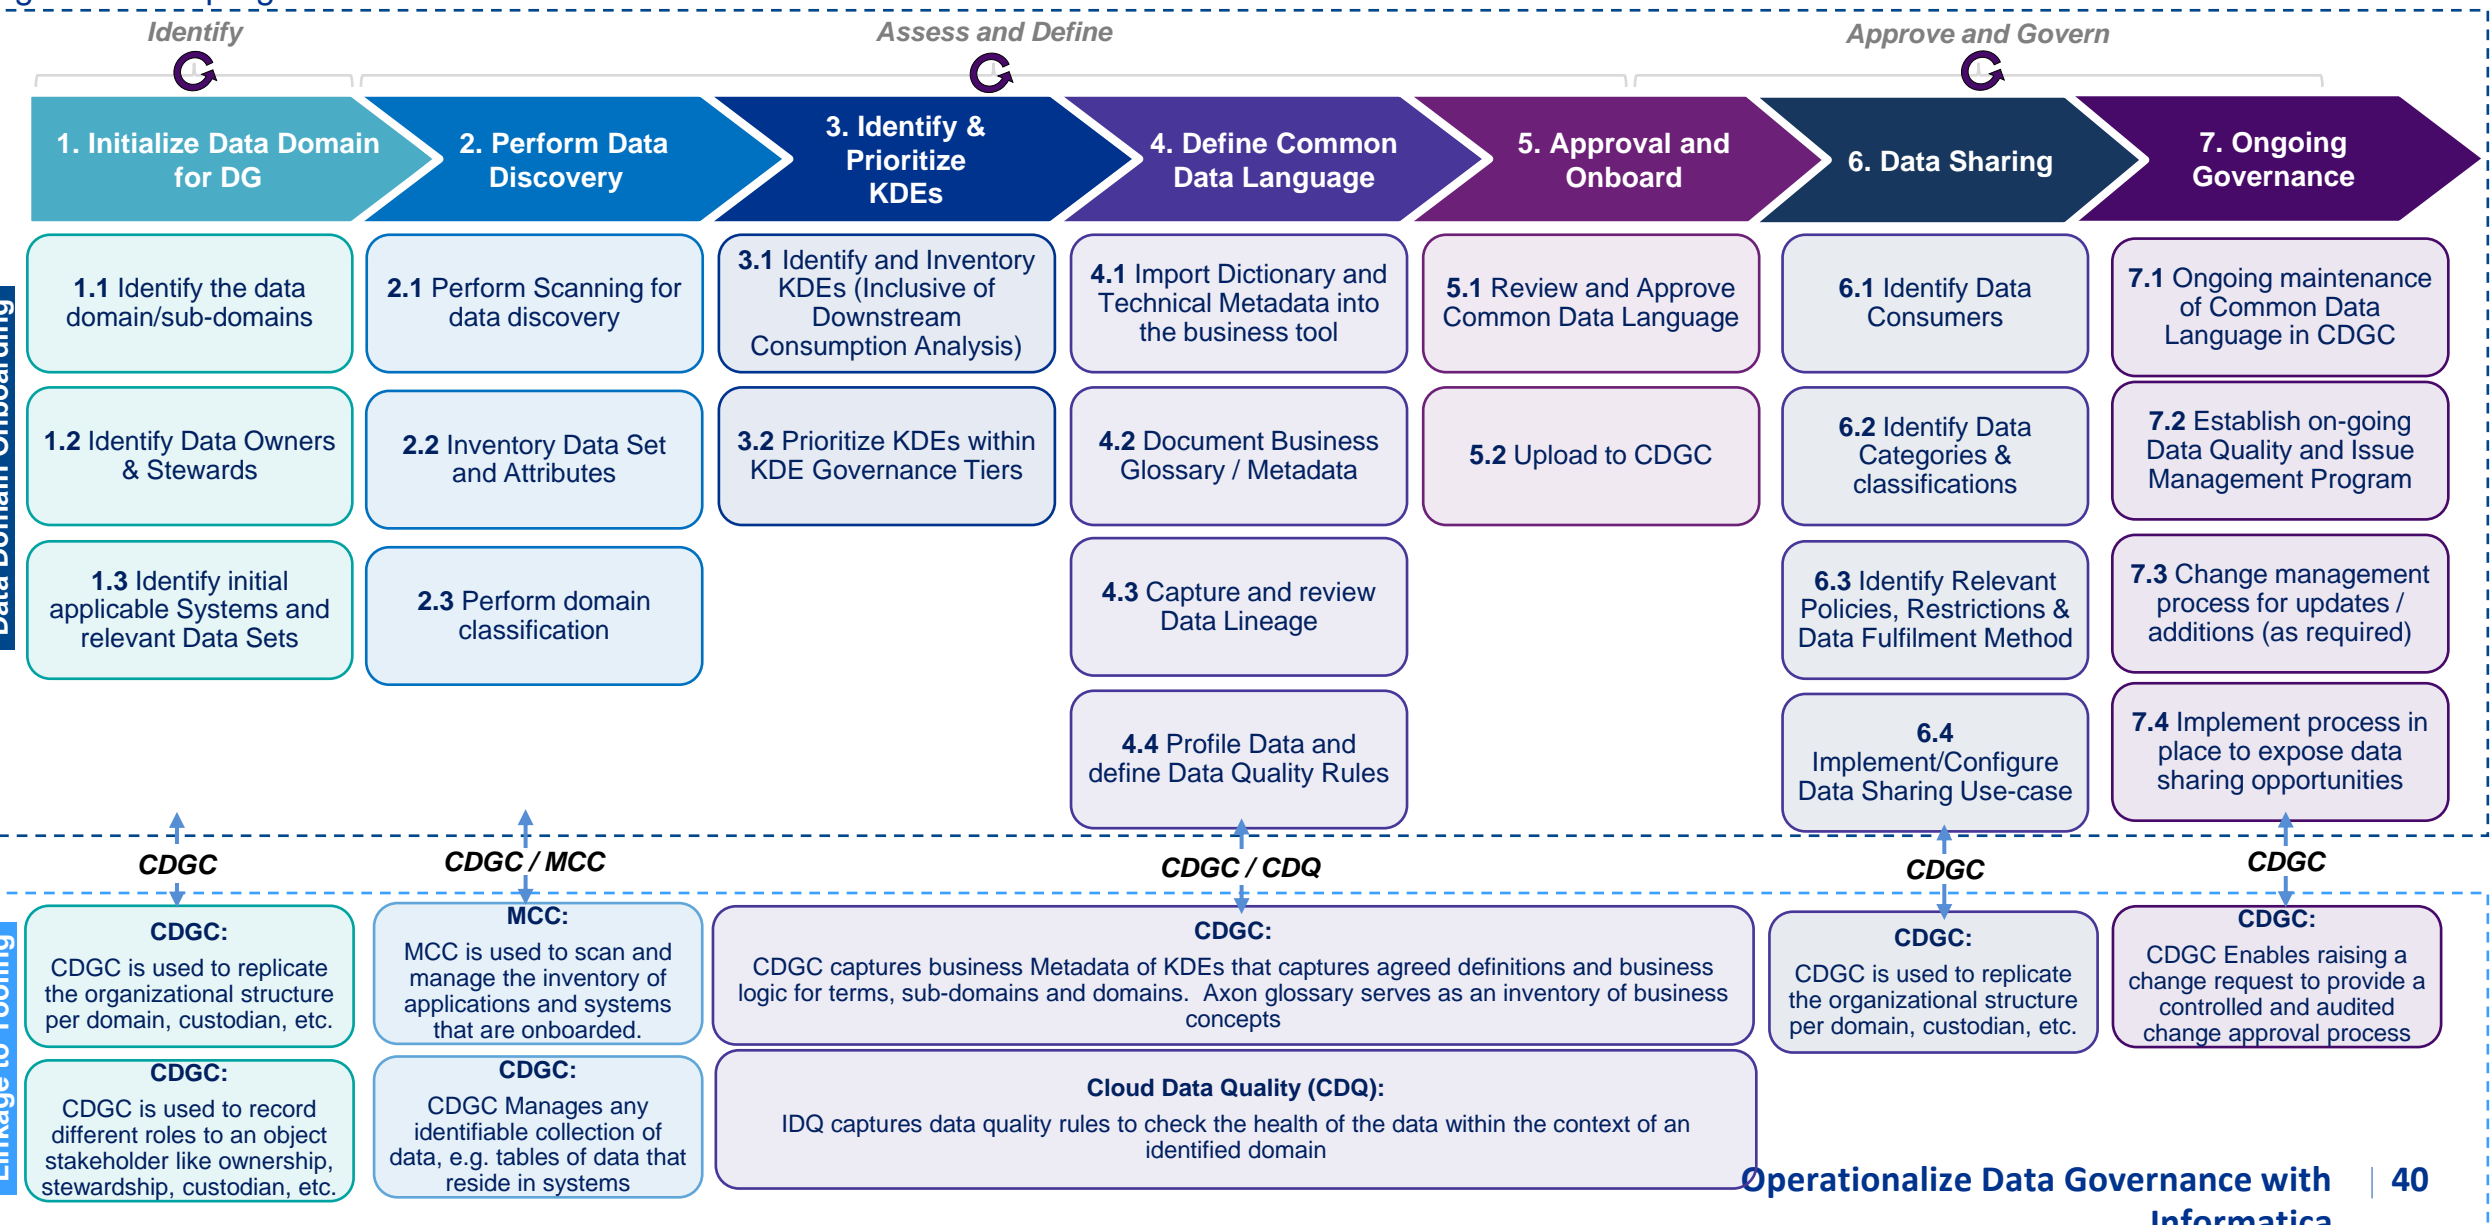 Identify
Assess and Define
Approve and Govern
1. Initialize Data Domain
for DG
2. Perform Data
Discovery
3. Identify &
Prioritize
KDEs
4. Define Common
Data Language
5. Approval and
Onboard
6. Data Sharing
7. Ongoing
Governance
Data Domain Onboarding
1.1 Identify the data
domain/sub-domains
1.2 Identify Data Owners
& Stewards
1.3 Identify initial
applicable Systems and
relevant Data Sets
2.1 Perform Scanning for
data discovery
2.2 Inventory Data Set
and Attributes
2.3 Perform domain
classification
3.1 Identify and Inventory
KDEs (Inclusive of
Downstream
Consumption Analysis)
3.2 Prioritize KDEs within
KDE Governance Tiers
4.1 Import Dictionary and
Technical Metadata into
the business tool
4.2 Document Business
Glossary / Metadata
4.3 Capture and review
Data Lineage
4.4 Profile Data and
define Data Quality Rules
5.1 Review and Approve
Common Data Language
5.2 Upload to CDGC
6.1 Identify Data
Consumers
6.2 Identify Data
Categories &
classifications
6.3 Identify Relevant
Policies, Restrictions &
Data Fulfilment Method
6.4
Implement/Configure
Data Sharing Use-case
7.1 Ongoing maintenance
of Common Data
Language in CDGC
7.2 Establish on-going
Data Quality and Issue
Management Program
7.3 Change management
process for updates /
additions (as required)
7.4 Implement process in
place to expose data
sharing opportunities
CDGC
CDGC / MCC
CDGC / CDQ
CDGC
CDGC
Linkage to Tooling
CDGC:
CDGC is used to replicate
the organizational structure
per domain, custodian, etc.
CDGC:
CDGC is used to record
different roles to an object
stakeholder like ownership,
stewardship, custodian, etc.
MCC:
MCC is used to scan and
manage the inventory of
applications and systems
that are onboarded.
CDGC:
CDGC Manages any
identifiable collection of
data, e.g. tables of data that
reside in systems
CDGC:
CDGC captures business Metadata of KDEs that captures agreed definitions and business
logic for terms, sub-domains and domains. Axon glossary serves as an inventory of business
concepts
Cloud Data Quality (CDQ):
IDQ captures data quality rules to check the health of the data within the context of an
identified domain
CDGC:
CDGC is used to replicate
the organizational structure
per domain, custodian, etc.
CDGC:
CDGC Enables raising a
change request to provide a
controlled and audited
change approval process
Operationalize Data Governance with
Informatica
40